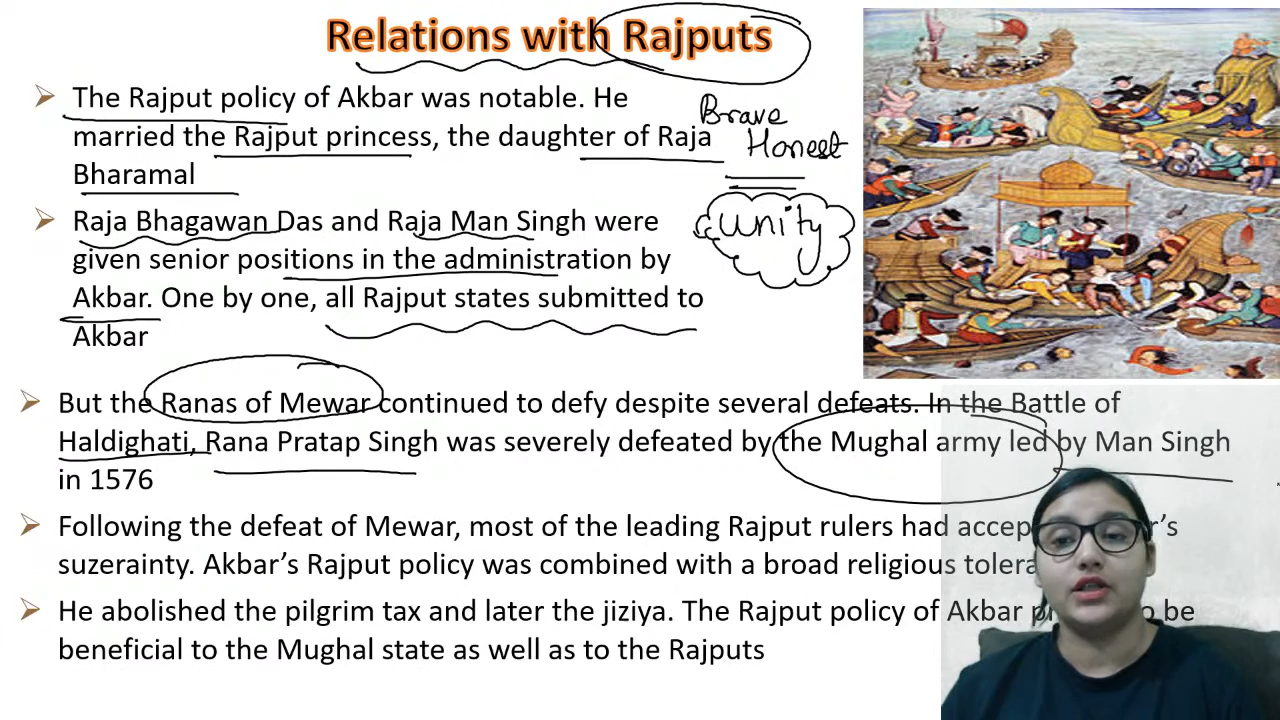 Relations with Rajputs
➢ The Rajput policy of Akbar was notable. He
married the Rajput princess, the daughter of Raja
Bharamal
Brave
Honest
➢ Raja Bhagawan Das and Raja Man Singh were
given senior positions in the administration by
Akbar. One by one, all Rajput states submitted to
Akbar
unity
➢ But the Ranas of Mewar continued to defy despite several defeats. In the Battle of
Haldighati, Rana Pratap Singh was severely defeated by the Mughal army led by Man Singh
in 1576
➢ Following the defeat of Mewar, most of the leading Rajput rulers had
suzerainty. Akbar’s Rajput policy was combined with a broad religious
➢ He abolished the pilgrim tax and later the jiziya. The Rajput policy of Akbar be
beneficial to the Mughal state as well as to the Rajputs